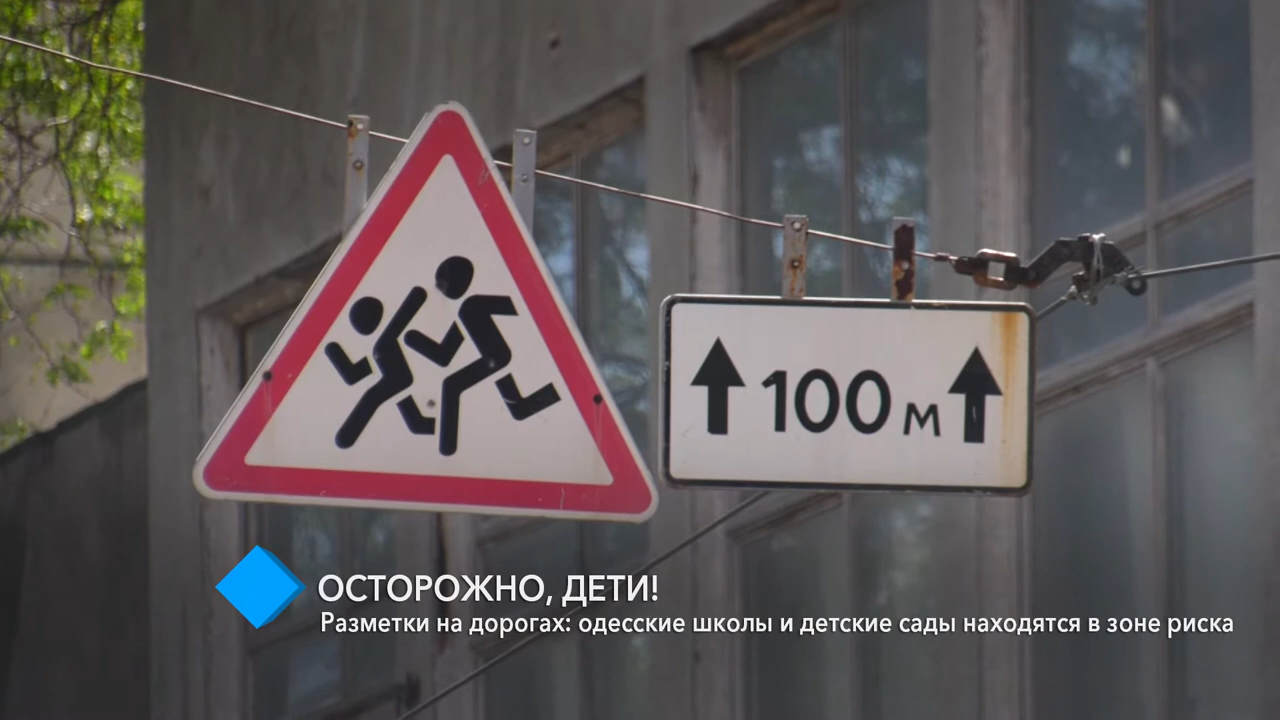 100 м
ОСТОРОЖНО, ДЕТИ!
Разметки на дорогах: одесские школы и детские сады находятся в зоне риска